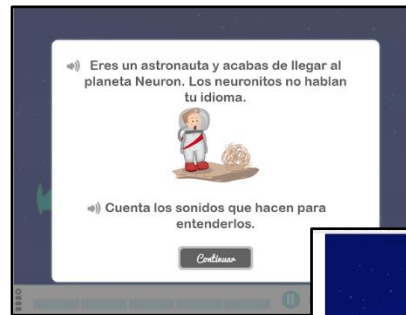 Eres un astronauta y acabas de llegar al
planeta Neuron. Los neuronitos no hablan
tu idioma.
Cuenta los sonidos que hacen para
entenderlos.
Continuar